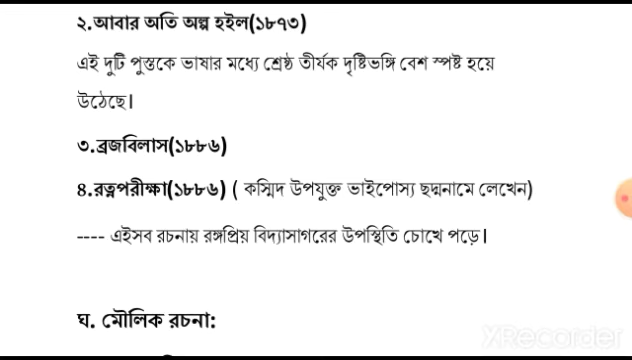 ২.আবার অতি অল্প হইল(১৮৭৩)
এই দুটি পুস্তকে ভাষার মধ্যে শ্রেষ্ঠ তীর্যক দৃষ্টিভঙ্গি বেশ স্পষ্ট হয়ে
উঠেছে।
৩.ব্রজবিলাস(১৮৮৬)
৪.রত্নপরীক্ষা(১৮৮৬) ( কস্মিদ উপযুক্ত ভাইপোস্য ছদ্মনামে লেখেন)
---- এইসব রচনায় রঙ্গপ্রিয় বিদ্যাসাগরের উপস্থিতি চোখে পড়ে।
ঘ. মৌলিক রচনা:
XRecorder